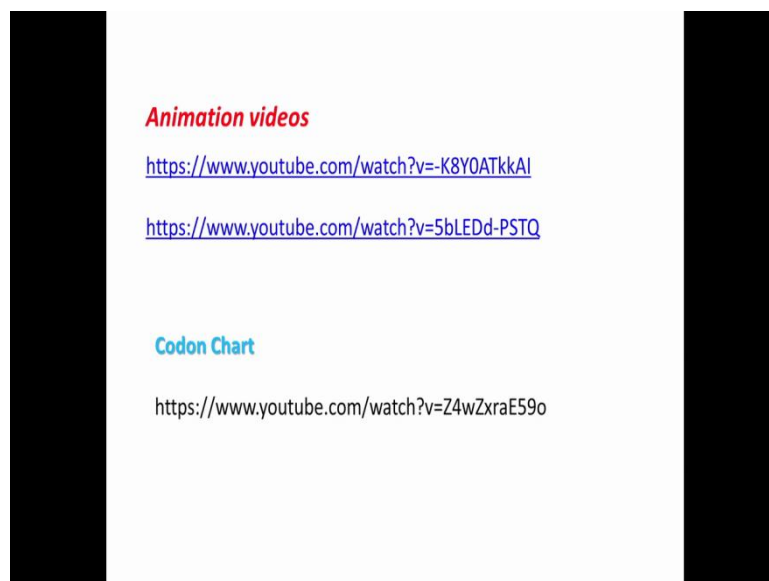 Animation videos
https://www.youtube.com/watch?v=-K8Y0ATkkAI
https://www.youtube.com/watch?v=5bLEDd-PSTQ
Codon Chart
https://www.youtube.com/watch?v=Z4wZxraE59o